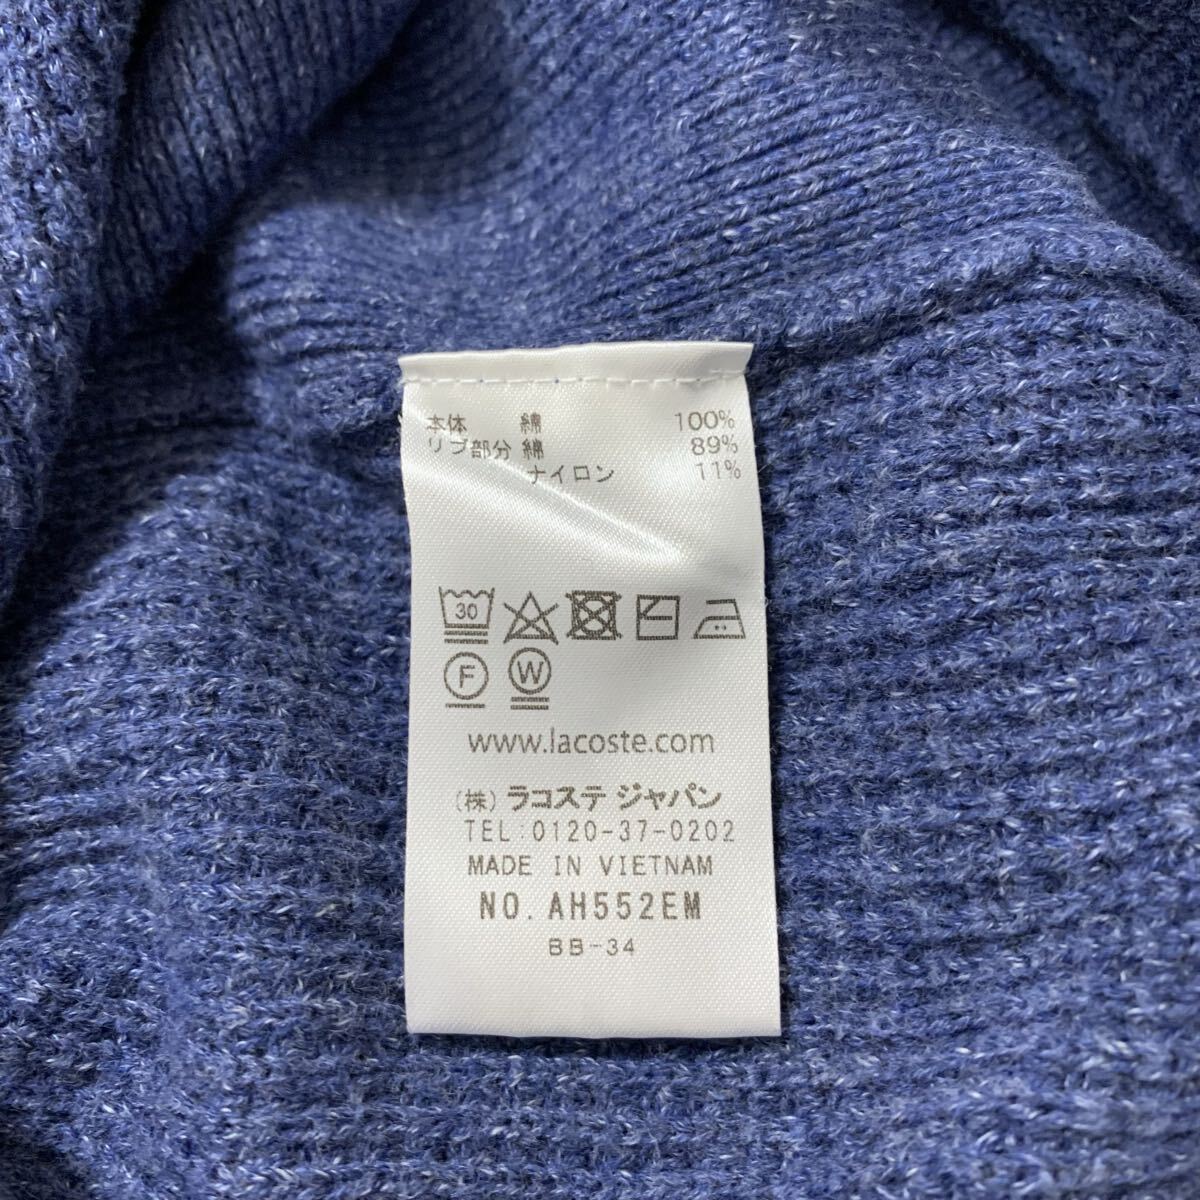 本体 綿 100%
リブ部分 綿 89%
ナイロン 11%
30
F W
www.lacoste.com
(株) ラコステ ジャパン
TEL:0120-37-0202
MADE IN VIETNAM
NO. AH552EM
BB-34